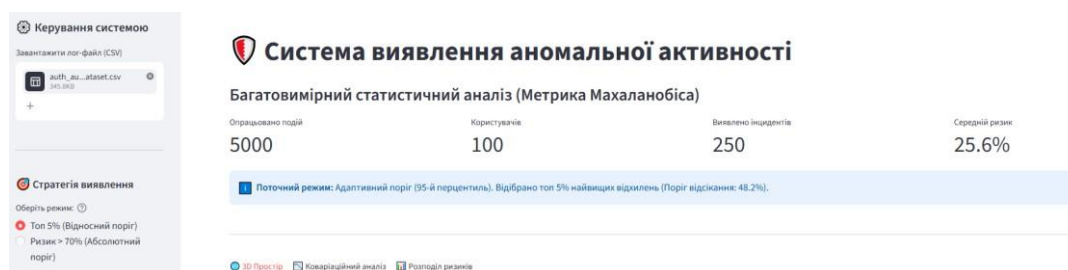 Керування системою
Завантажити лог-файл (CSV)
auth_au...ataset.csv
345.8KB
+
Стратегія виявлення
Оберіть режим:
Топ 5% (Відносний поріг)
Ризик > 70% (Абсолютний
поріг)
Система виявлення аномальної активності
Багатовимірний статистичний аналіз (Метрика Махаланобіса)
Опрацьовано подій
5000
Користувачів
100
Виявлено інцидентів
250
Середній ризик
25.6%
Поточний режим: Адаптивний поріг (95-й перцентиль). Відібрано топ 5% найвищих відхилень (Поріг відсікання: 48.2%).
3D Простір Коваріаційний аналіз Розподіл ризиків